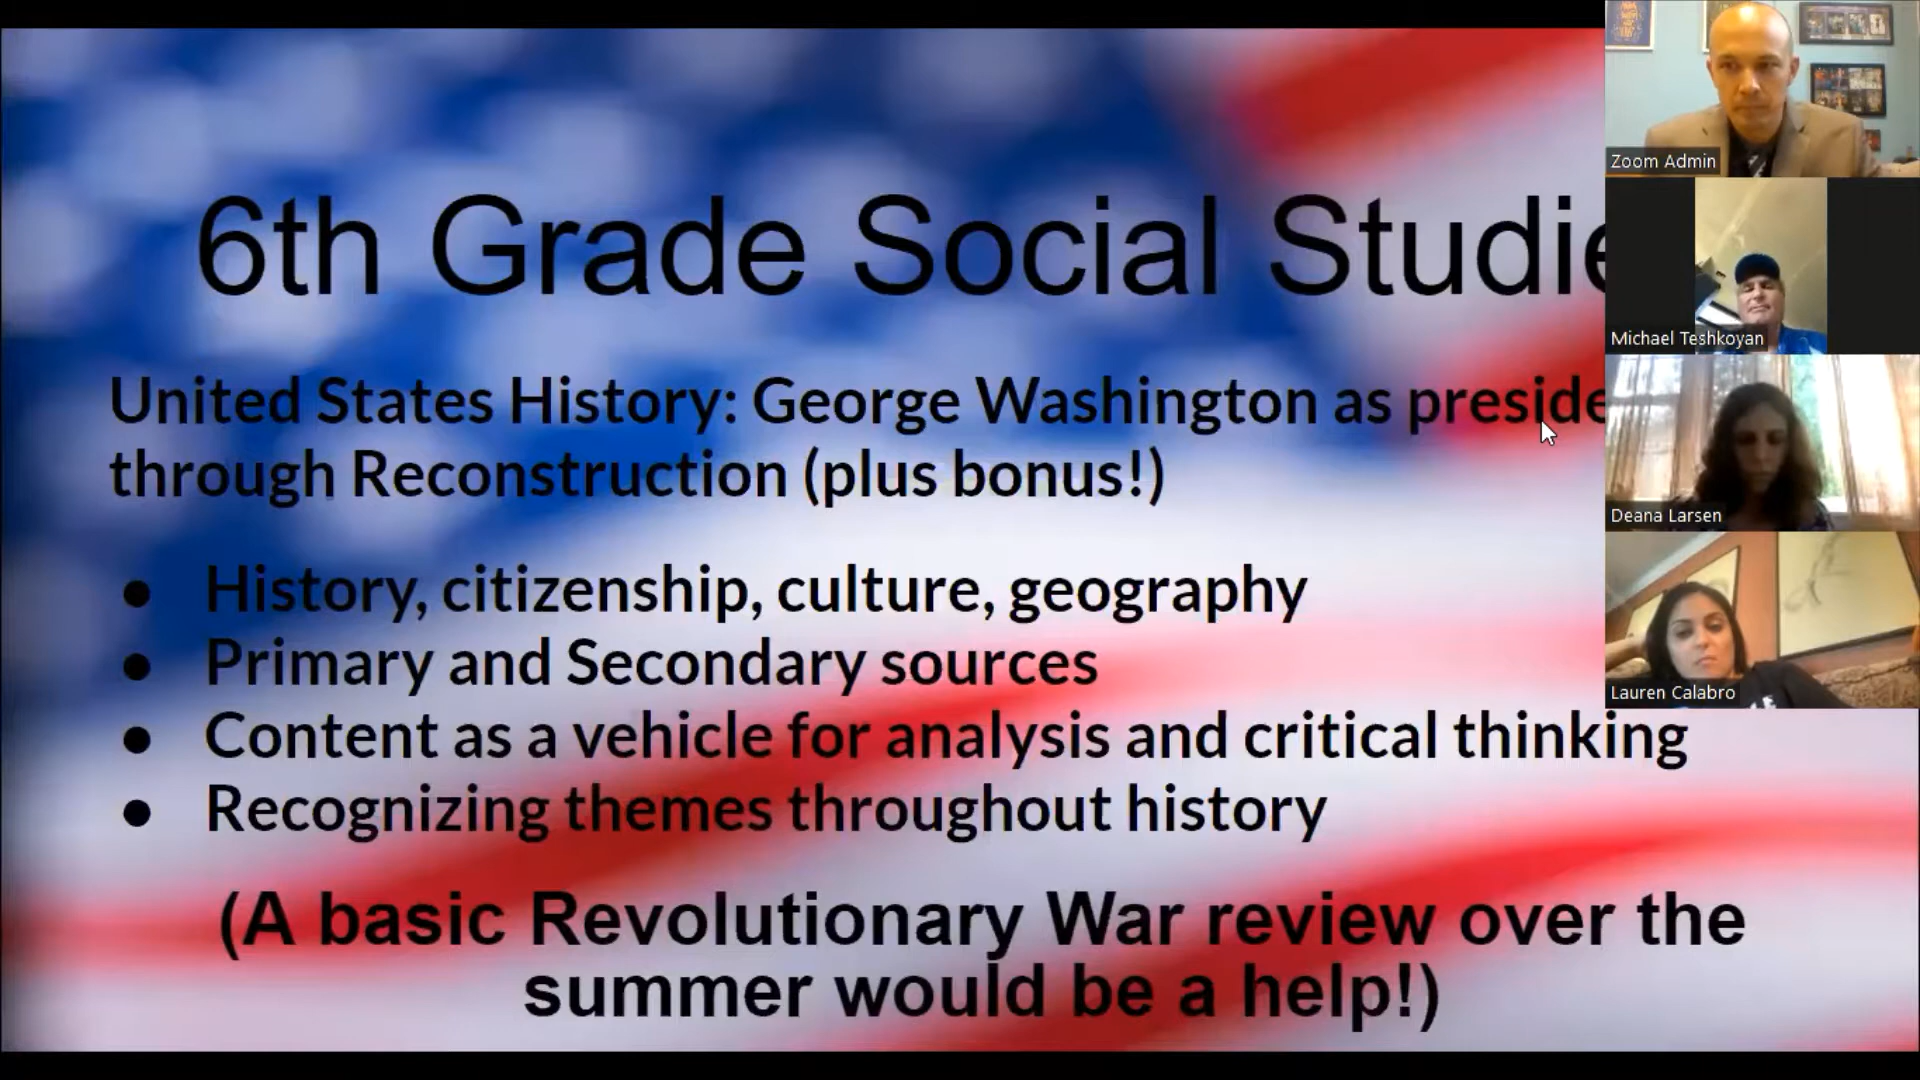 6th Grade Social Studie
United States History: George Washington as preside
through Reconstruction (plus bonus!)
● History, citizenship, culture, geography
● Primary and Secondary sources
● Content as a vehicle for analysis and critical thinking
● Recognizing themes throughout history
(A basic Revolutionary War review over the
summer would be a help!)
Zoom Admin
Michael Teshkoyan
Deana Larsen
Lauren Calabro